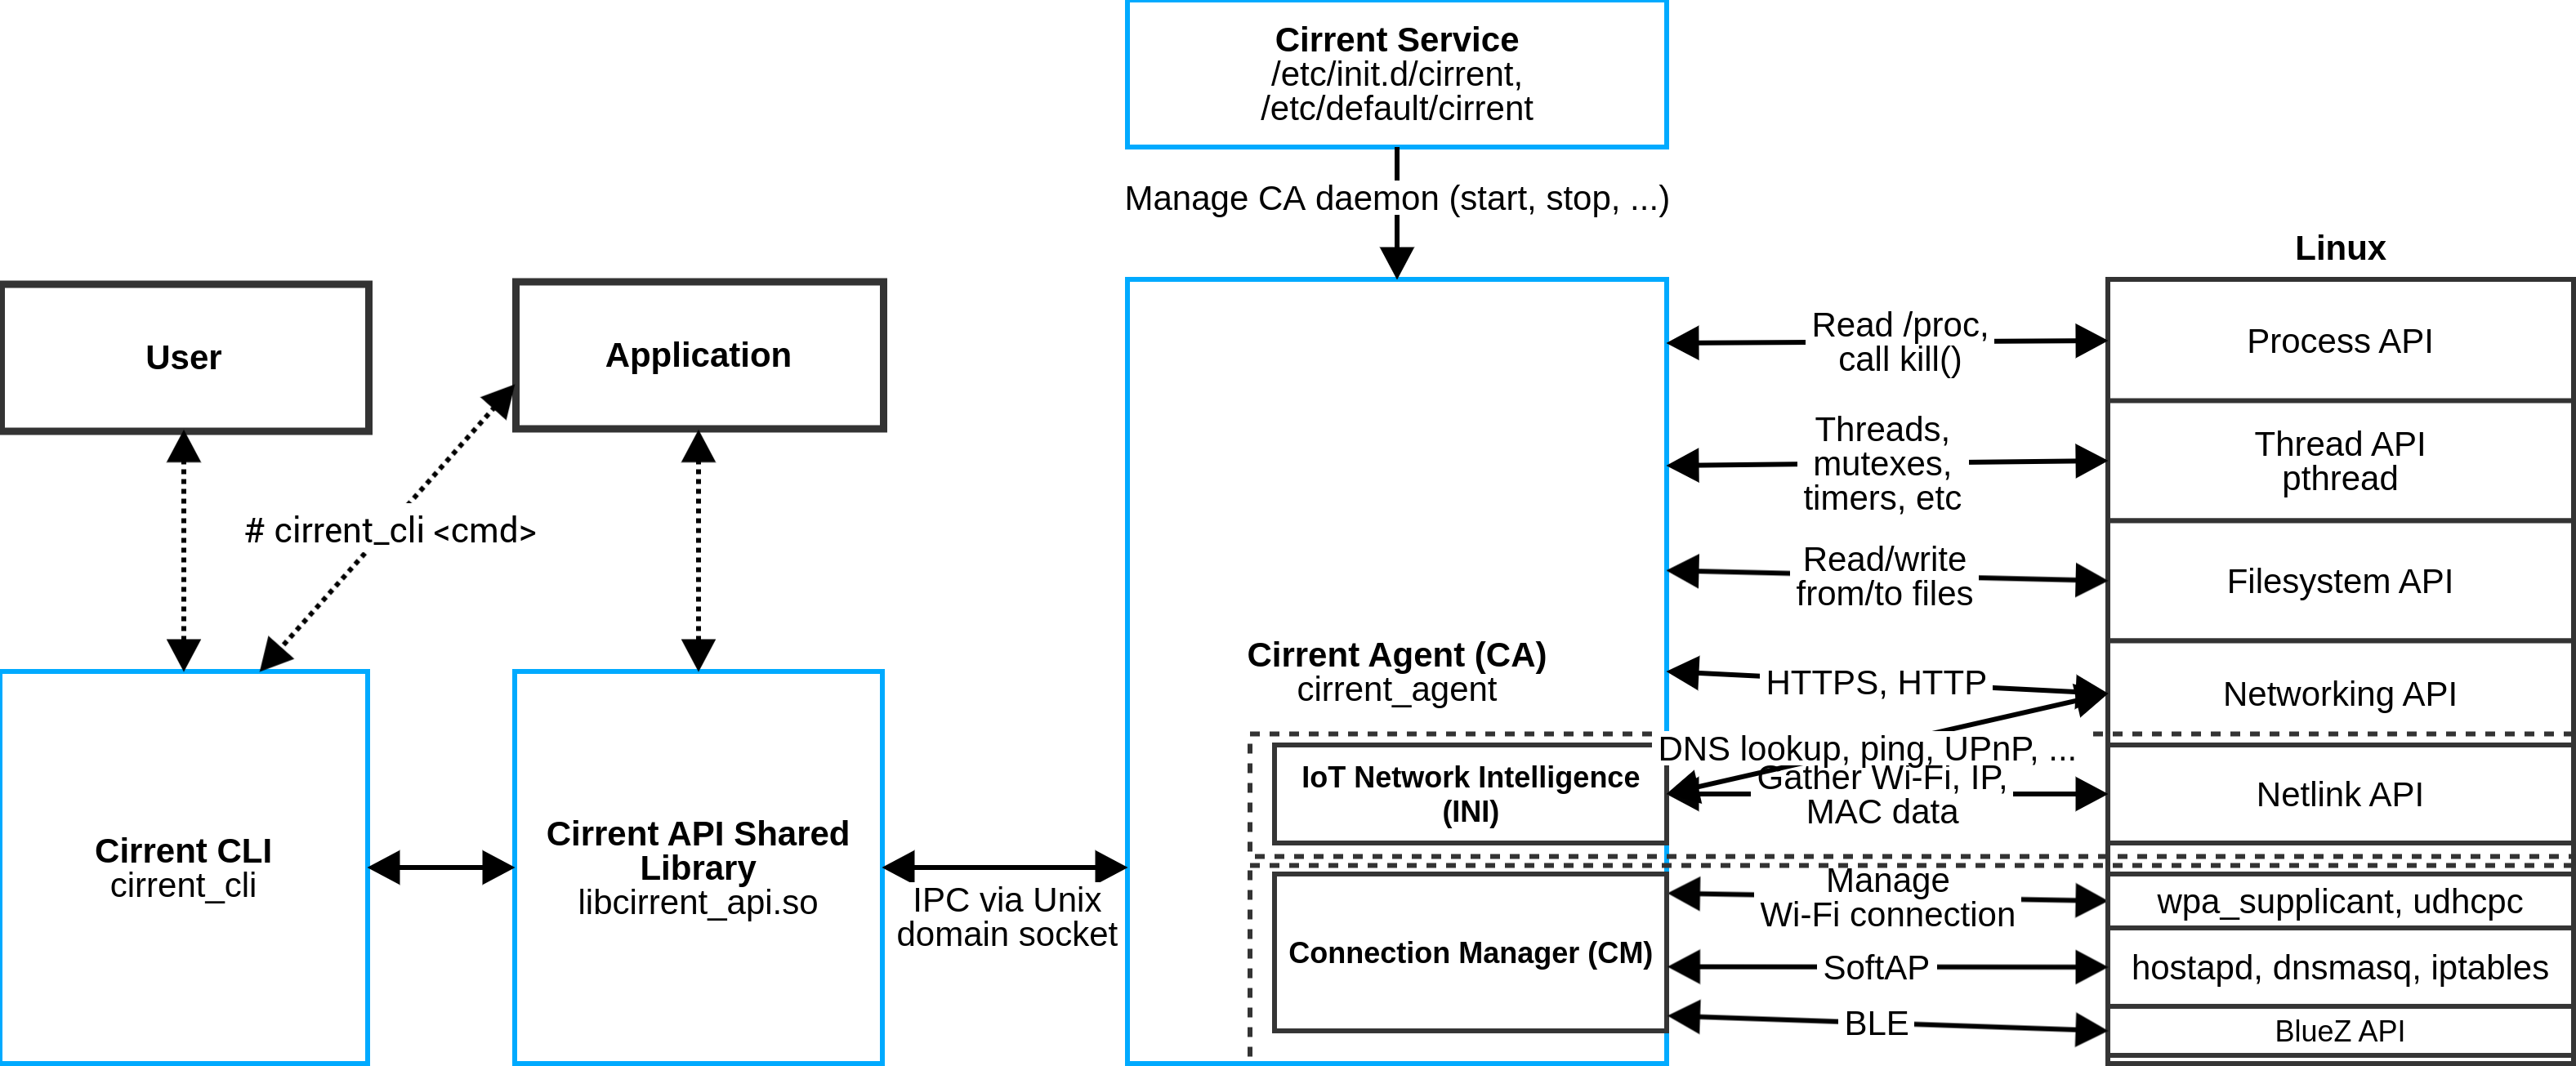 Cirrent Service
/etc/init.d/cirrent,
/etc/default/cirrent
Manage CA daemon (start, stop, ...)
Linux
User
Application
# cirrent_cli <cmd>
Cirrent CLI
cirrent_cli
Cirrent API Shared
Library
libcirrent_api.so
IPC via Unix
domain socket
Cirrent Agent (CA)
cirrent_agent
IoT Network Intelligence
(INI)
Connection Manager (CM)
Read /proc,
call kill()
Threads,
mutexes,
timers, etc
Read/write
from/to files
HTTPS, HTTP
DNS lookup, ping, UPnP, ...
Gather Wi-Fi, IP,
MAC data
Manage
Wi-Fi connection
SoftAP
BLE
Process API
Thread API
pthread
Filesystem API
Networking API
Netlink API
wpa_supplicant, udhcpc
hostapd, dnsmasq, iptables
BlueZ API